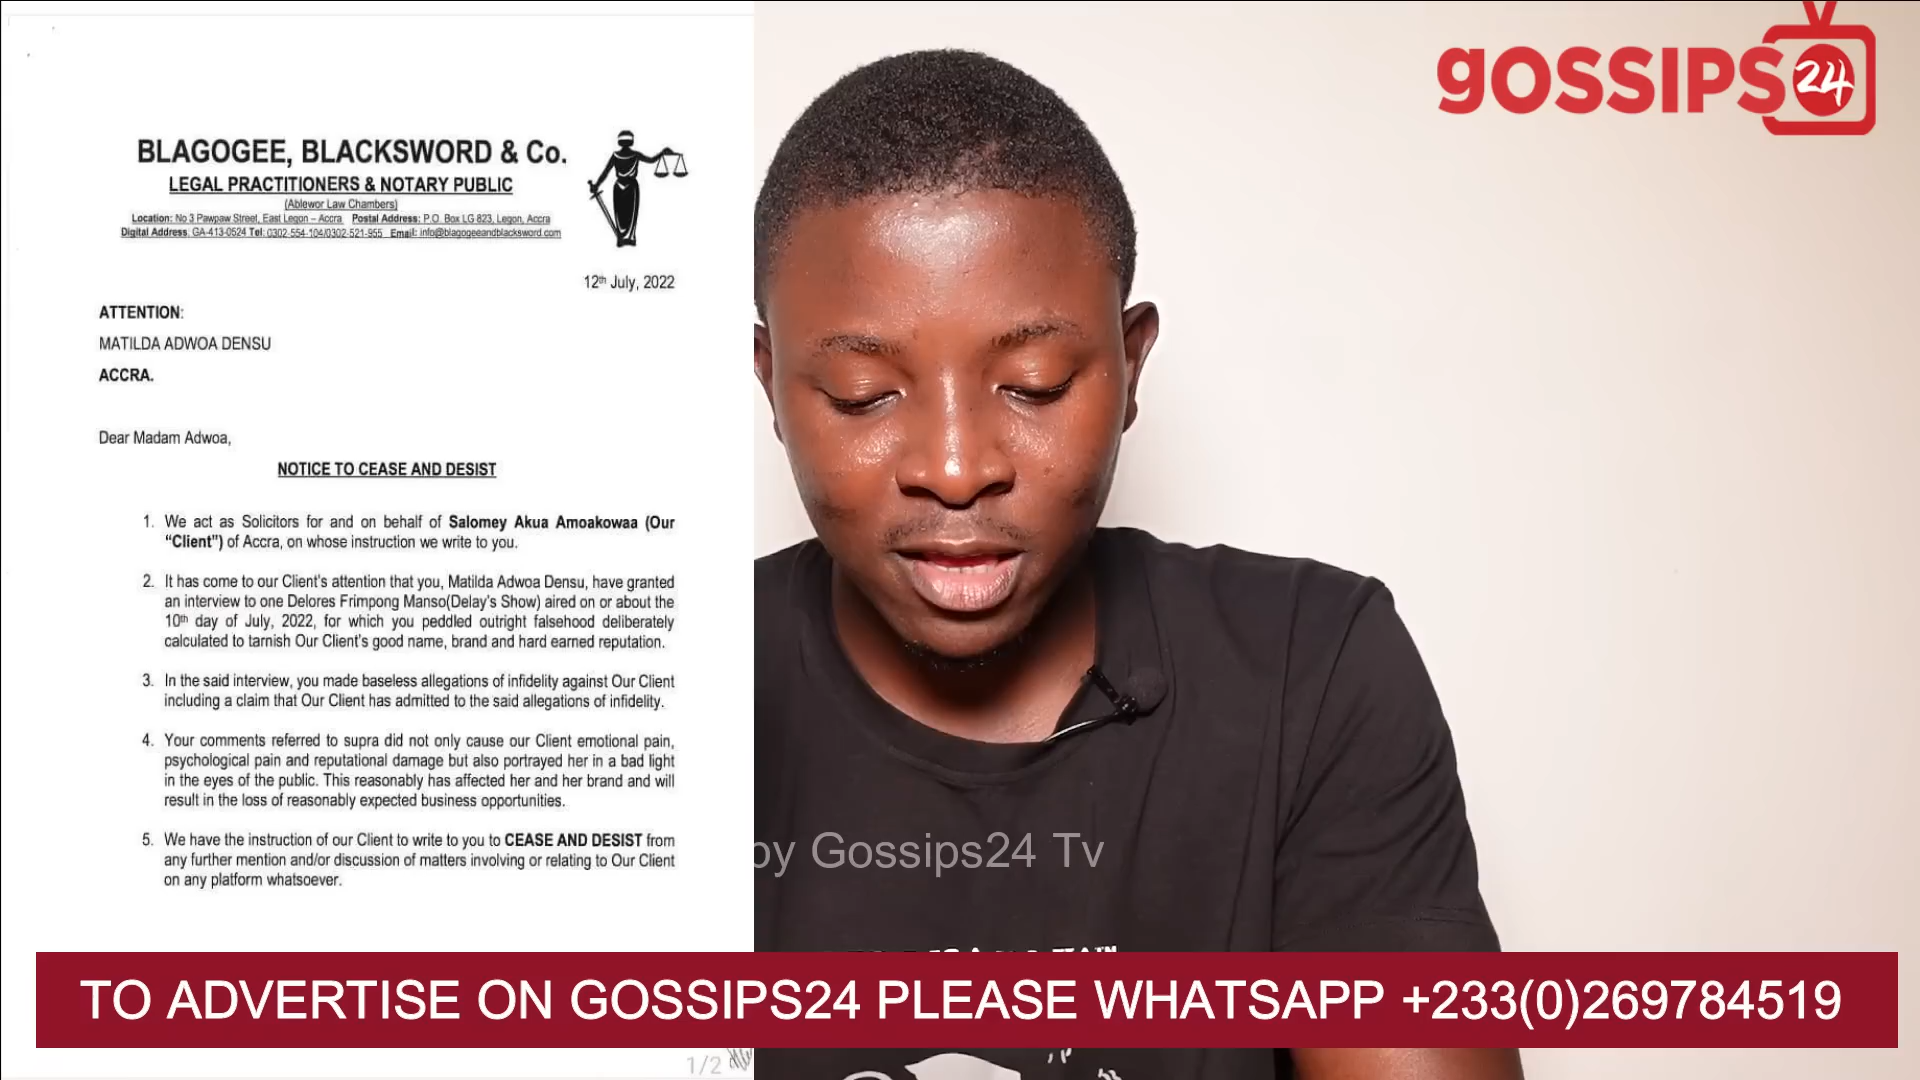 BLAGOGEE, BLACKSWORD & Co.
LEGAL PRACTITIONERS & NOTARY PUBLIC
(Ablewor Law Chambers)
Location: No 3 Pawpaw Street, East Legon – Accra Postal Address: P.O. Box LG 823, Legon, Accra
Digital Address: GA-413-0524 Tel: 0302-554-104/0302-521-955 Email: info@blagogeeandblacksword.com
12th July, 2022
ATTENTION:
MATILDA ADWOA DENSU
ACCRA.
Dear Madam Adwoa,
NOTICE TO CEASE AND DESIST
1. We act as Solicitors for and on behalf of Salomey Akua Amoakowaa (Our
“Client”) of Accra, on whose instruction we write to you.
2. It has come to our Client's attention that you, Matilda Adwoa Densu, have granted
an interview to one Delores Frimpong Manso(Delay's Show) aired on or about the
10th day of July, 2022, for which you peddled outright falsehood deliberately
calculated to tarnish Our Client's good name, brand and hard earned reputation.
3. In the said interview, you made baseless allegations of infidelity against Our Client
including a claim that Our Client has admitted to the said allegations of infidelity.
4. Your comments referred to supra did not only cause our Client emotional pain,
psychological pain and reputational damage but also portrayed her in a bad light
in the eyes of the public. This reasonably has affected her and her brand and will
result in the loss of reasonably expected business opportunities.
5. We have the instruction of our Client to write to you to CEASE AND DESIST from
any further mention and/or discussion of matters involving or relating to Our Client
on any platform whatsoever.
1/2
gOSSIPS24
by Gossips24 Tv
TO ADVERTISE ON GOSSIPS24 PLEASE WHATSAPP +233(0)269784519